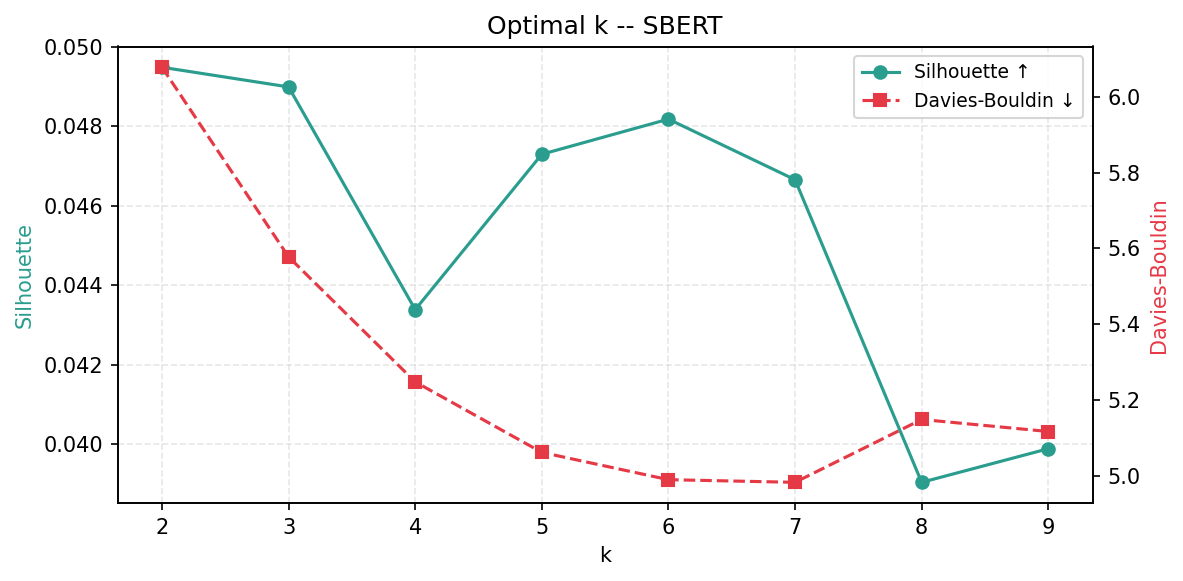 Optimal k -- SBERT
Silhouette ↑
Davies-Bouldin ↓
Silhouette
0.050
0.048
0.046
0.044
0.042
0.040
6.0
5.8
5.6
5.4
5.2
5.0
Davies-Bouldin
2 3 4 5 6 7 8 9
k